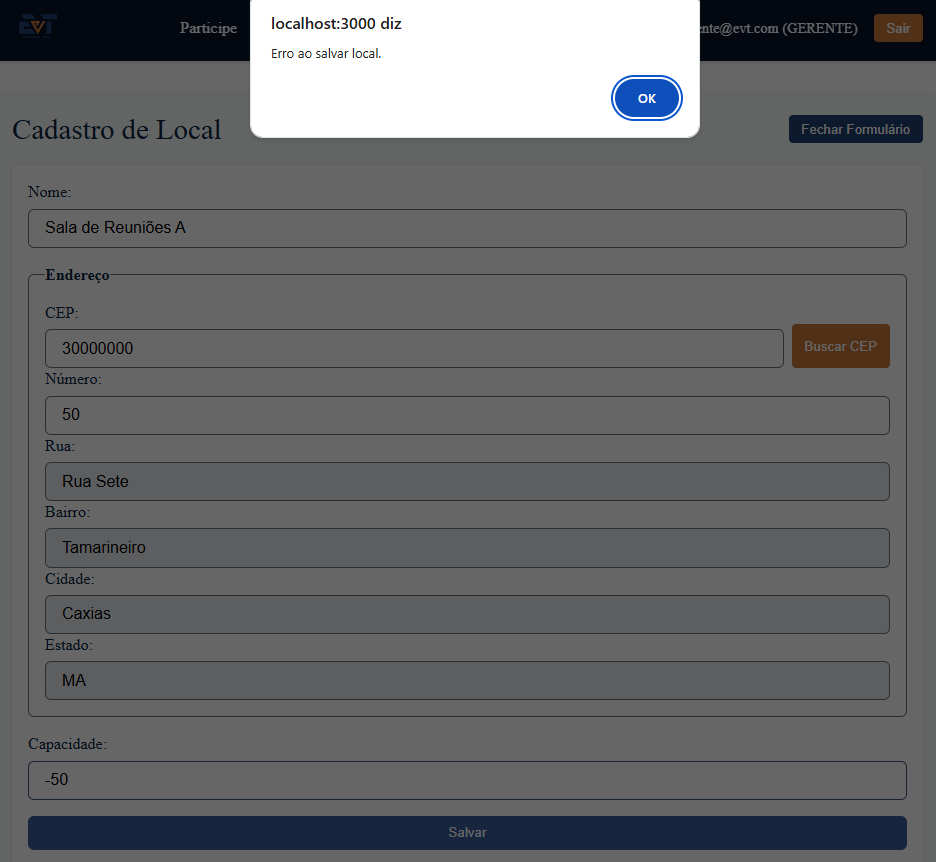 localhost:3000 diz
Erro ao salvar local.
OK
EVT
Participe
ente@evt.com (GERENTE)
Sair
Cadastro de Local
Fechar Formulário
Nome:
Sala de Reuniões A
Endereço
CEP:
30000000
Buscar CEP
Número:
50
Rua:
Rua Sete
Bairro:
Tamarineiro
Cidade:
Caxias
Estado:
MA
Capacidade:
-50
Salvar